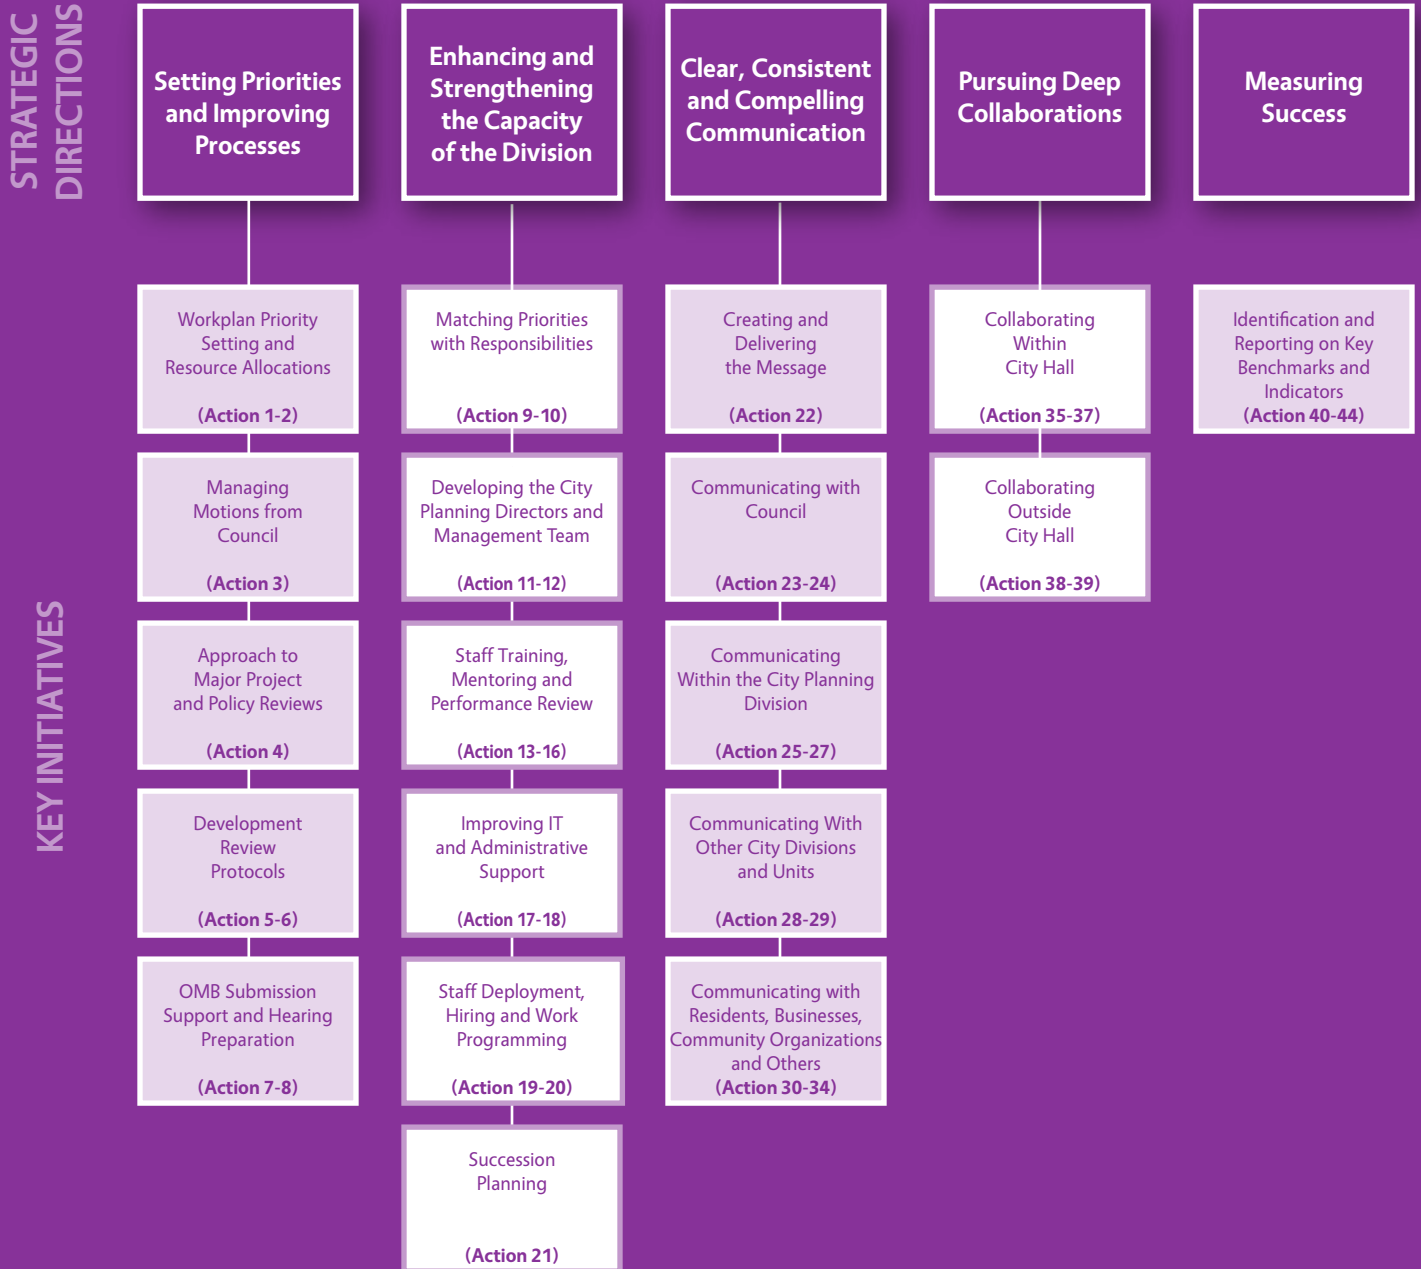 STRATEGIC
DIRECTIONS
Setting Priorities
and Improving
Processes
Enhancing and
Strengthening
the Capacity
of the Division
Clear, Consistent
and Compelling
Communication
Pursuing Deep
Collaborations
Measuring
Success
KEY INITIATIVES
Workplan Priority
Setting and
Resource Allocations
(Action 1-2)
Managing
Motions from
Council
(Action 3)
Approach to
Major Project
and Policy Reviews
(Action 4)
Development
Review
Protocols
(Action 5-6)
OMB Submission
Support and Hearing
Preparation
(Action 7-8)
Matching Priorities
with Responsibilities
(Action 9-10)
Developing the City
Planning Directors and
Management Team
(Action 11-12)
Staff Training,
Mentoring and
Performance Review
(Action 13-16)
Improving IT
and Administrative
Support
(Action 17-18)
Staff Deployment,
Hiring and Work
Programming
(Action 19-20)
Succession
Planning
(Action 21)
Creating and
Delivering
the Message
(Action 22)
Communicating with
Council
(Action 23-24)
Communicating
Within the City Planning
Division
(Action 25-27)
Communicating With
Other City Divisions
and Units
(Action 28-29)
Communicating with
Residents, Businesses,
Community Organizations
and Others
(Action 30-34)
Collaborating
Within
City Hall
(Action 35-37)
Collaborating
Outside
City Hall
(Action 38-39)
Identification and
Reporting on Key
Benchmarks and
Indicators
(Action 40-44)